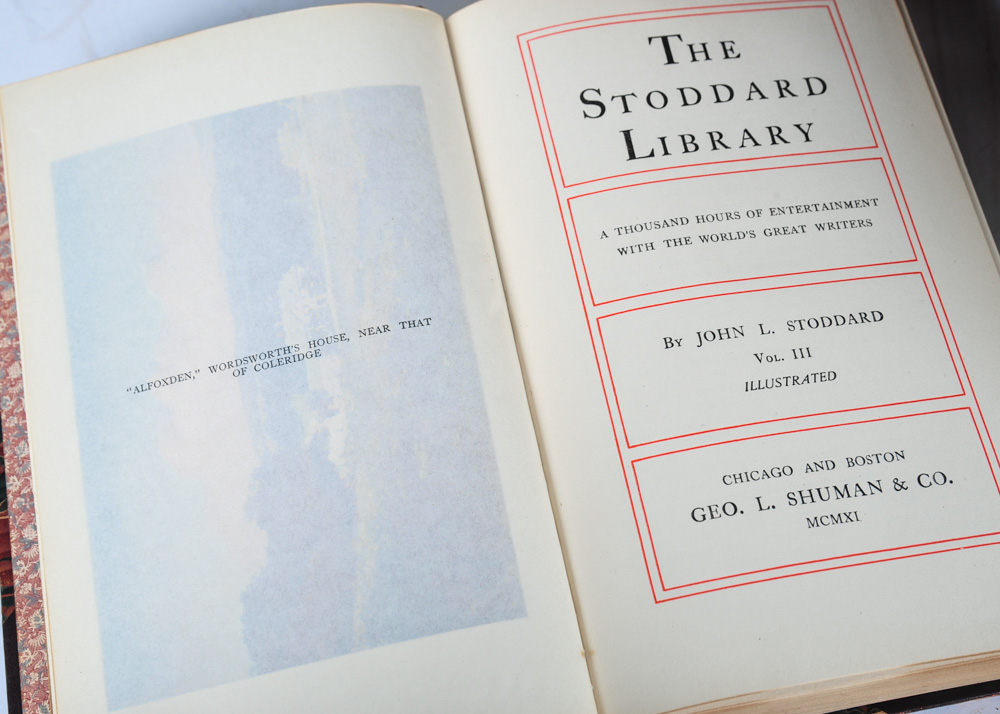 "ALFOXDEN," WORDSWORTH'S HOUSE, NEAR THAT
OF COLERIDGE
THE
STODDARD
LIBRARY
A THOUSAND HOURS OF ENTERTAINMENT
WITH THE WORLD'S GREAT WRITERS
BY JOHN L. STODDARD
VOL. III
ILLUSTRATED
CHICAGO AND BOSTON
GEO. L. SHUMAN & CO.
MCMXI